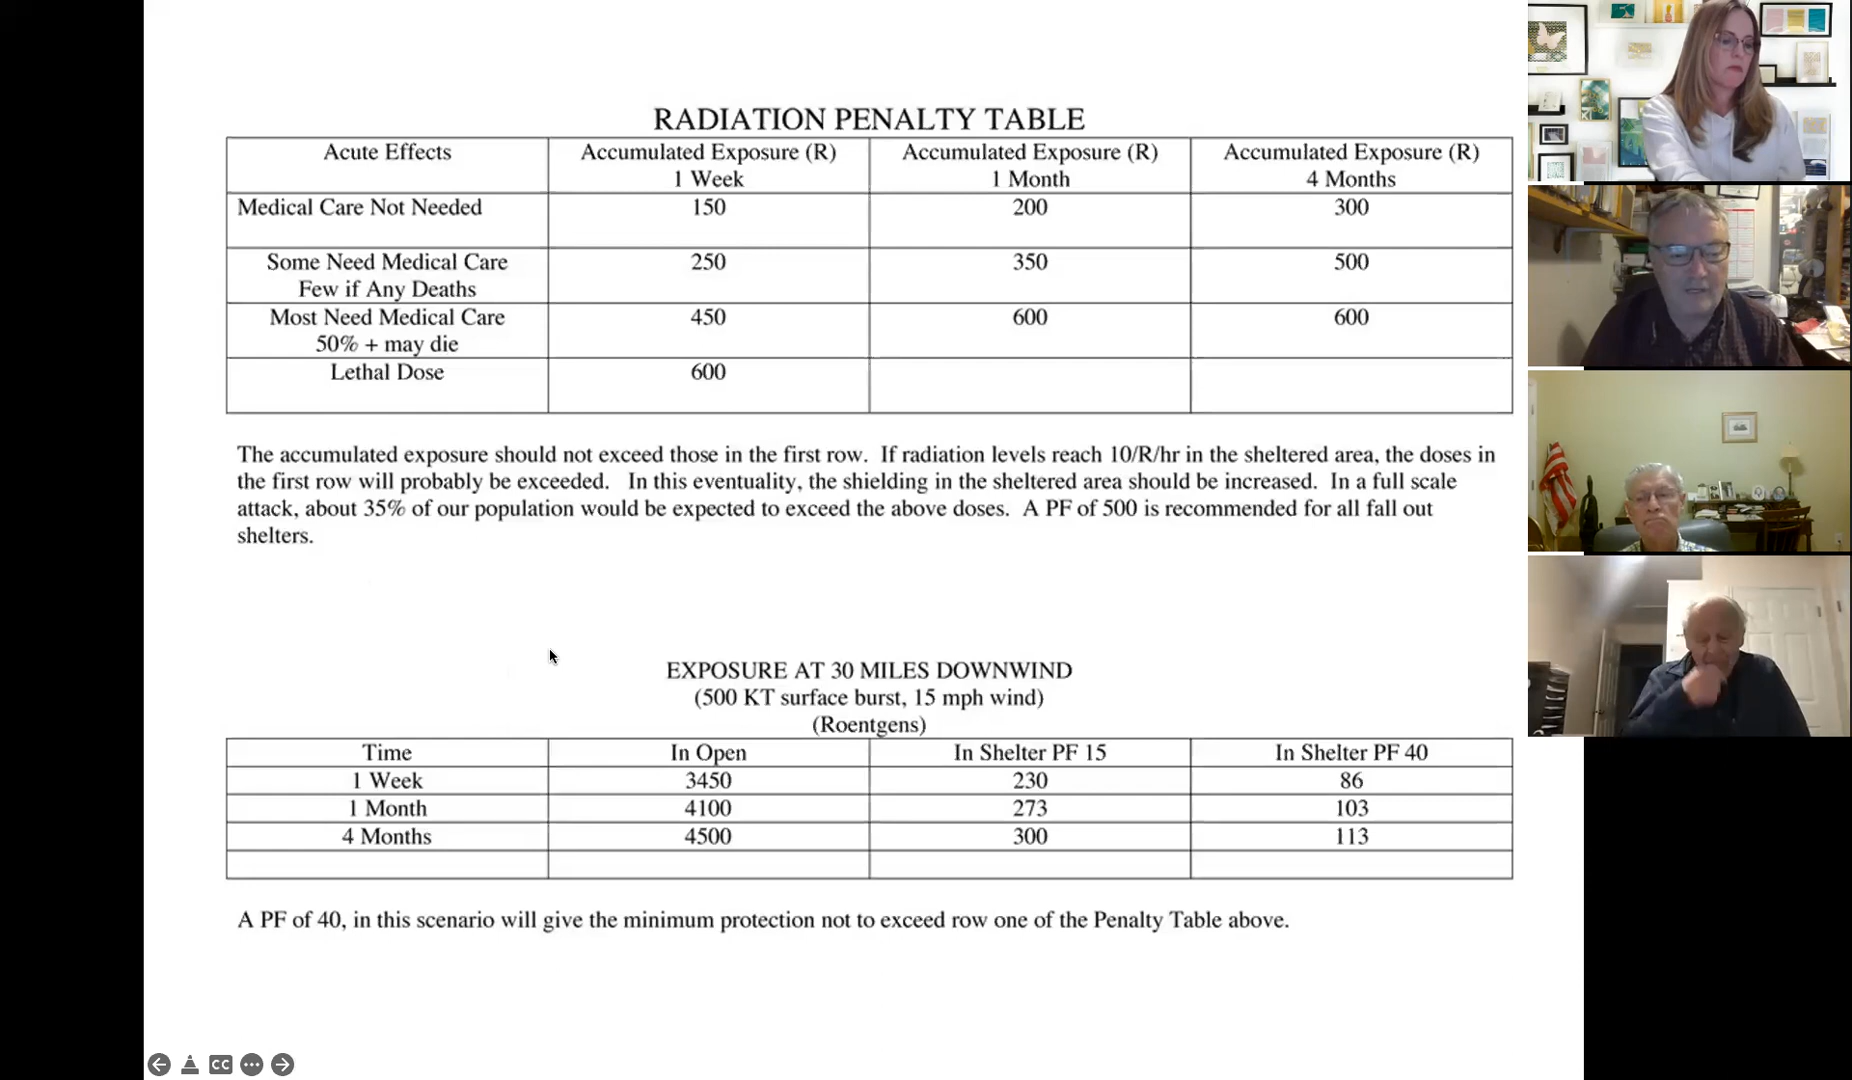 RADIATION PENALTY TABLE
Acute Effects Accumulated Exposure (R) 1 Week Accumulated Exposure (R) 1 Month Accumulated Exposure (R) 4 Months
Medical Care Not Needed 150 200 300
Some Need Medical Care Few if Any Deaths 250 350 500
Most Need Medical Care 50% + may die 450 600 600
Lethal Dose 600
The accumulated exposure should not exceed those in the first row. If radiation levels reach 10/R/hr in the sheltered area, the doses in
the first row will probably be exceeded. In this eventuality, the shielding in the sheltered area should be increased. In a full scale
attack, about 35% of our population would be expected to exceed the above doses. A PF of 500 is recommended for all fall out
shelters.
EXPOSURE AT 30 MILES DOWNWIND
(500 KT surface burst, 15 mph wind)
(Roentgens)
Time In Open In Shelter PF 15 In Shelter PF 40
1 Week 3450 230 86
1 Month 4100 273 103
4 Months 4500 300 113
A PF of 40, in this scenario will give the minimum protection not to exceed row one of the Penalty Table above.
CC